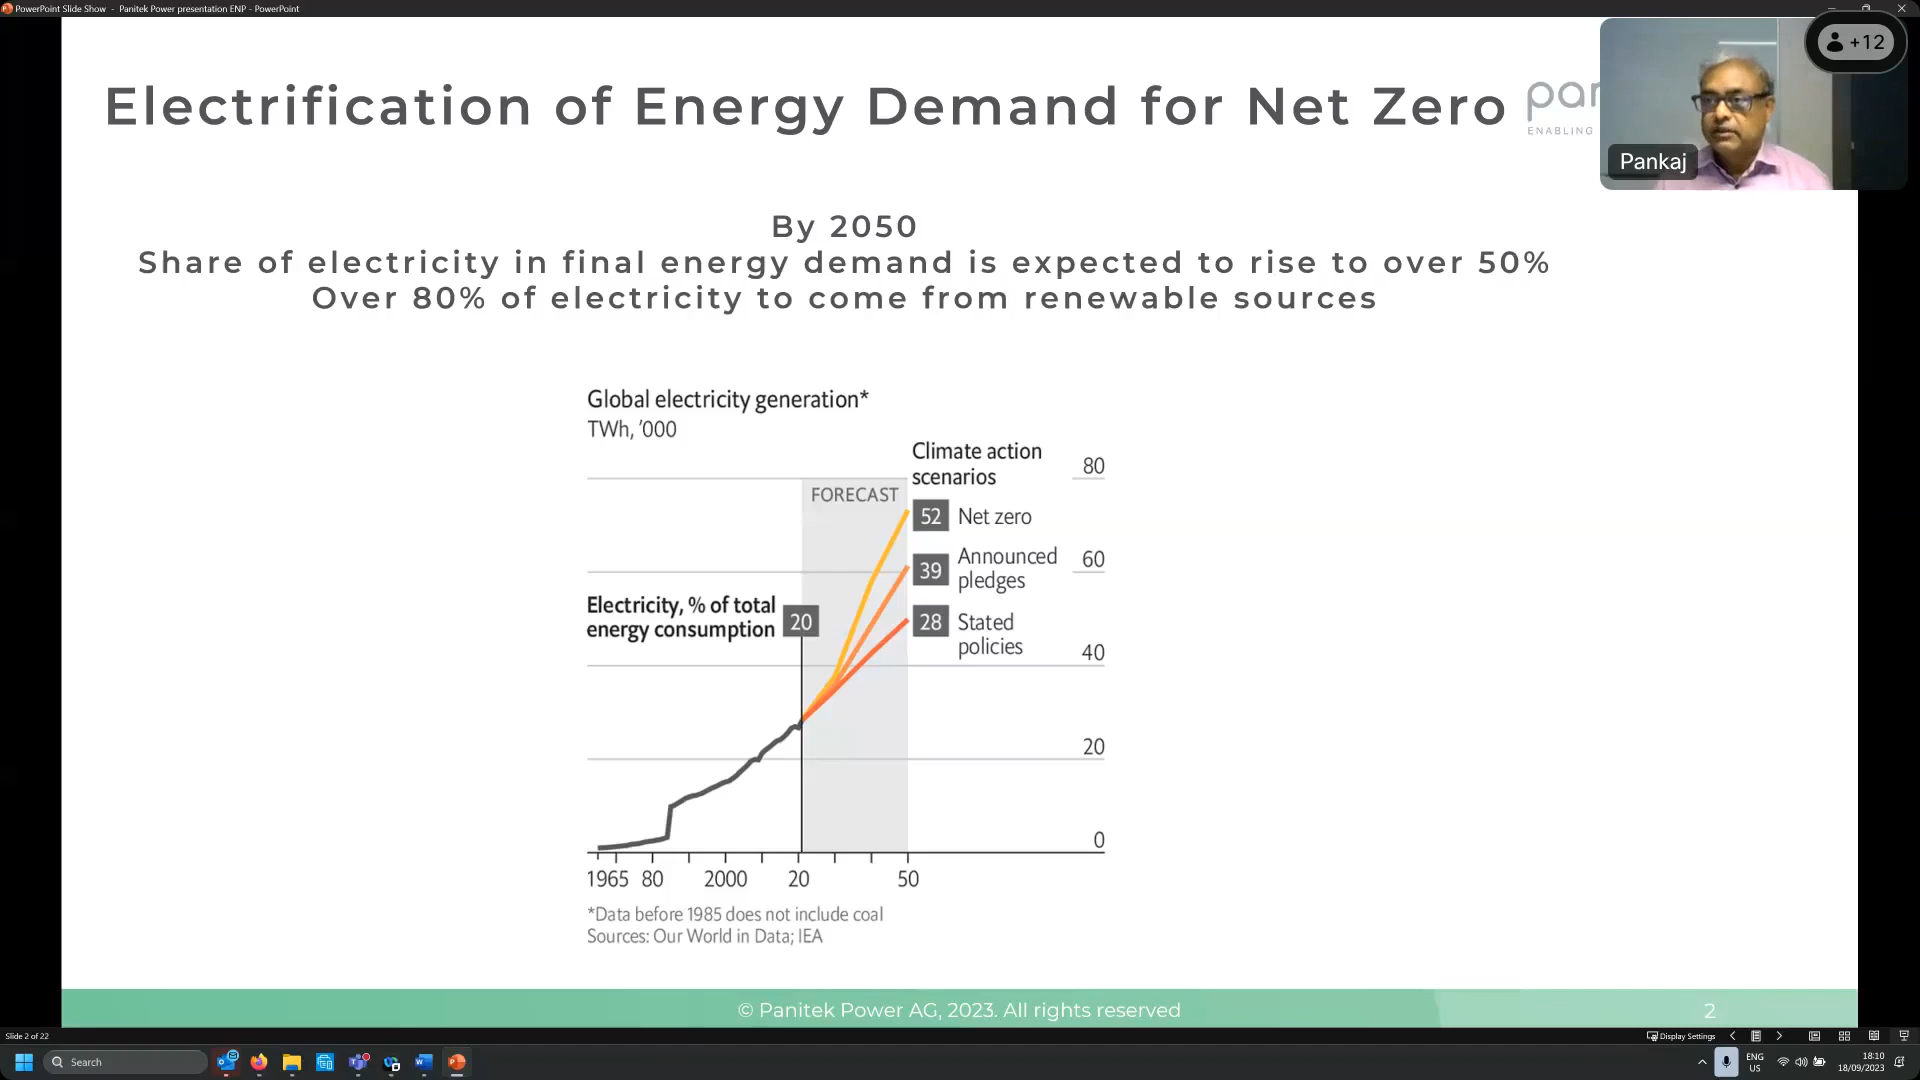 PowerPoint Slide Show - Panitek Power presentation ENP - PowerPoint
+12
Electrification of Energy Demand for Net Zero
ENABLING
Pankaj
By 2050
Share of electricity in final energy demand is expected to rise to over 50%
Over 80% of electricity to come from renewable sources
Global electricity generation*
TWh, '000
Climate action
scenarios
80
FORECAST
52 Net zero
Announced
39 pledges
60
Electricity, % of total
energy consumption 20
28 Stated
policies
40
20
0
1965 80 2000 20 50
*Data before 1985 does not include coal
Sources: Our World in Data; IEA
© Panitek Power AG, 2023. All rights reserved
2
Slide 2 of 22
Display Settings
Search
ENG
US
18:10
18/09/2023